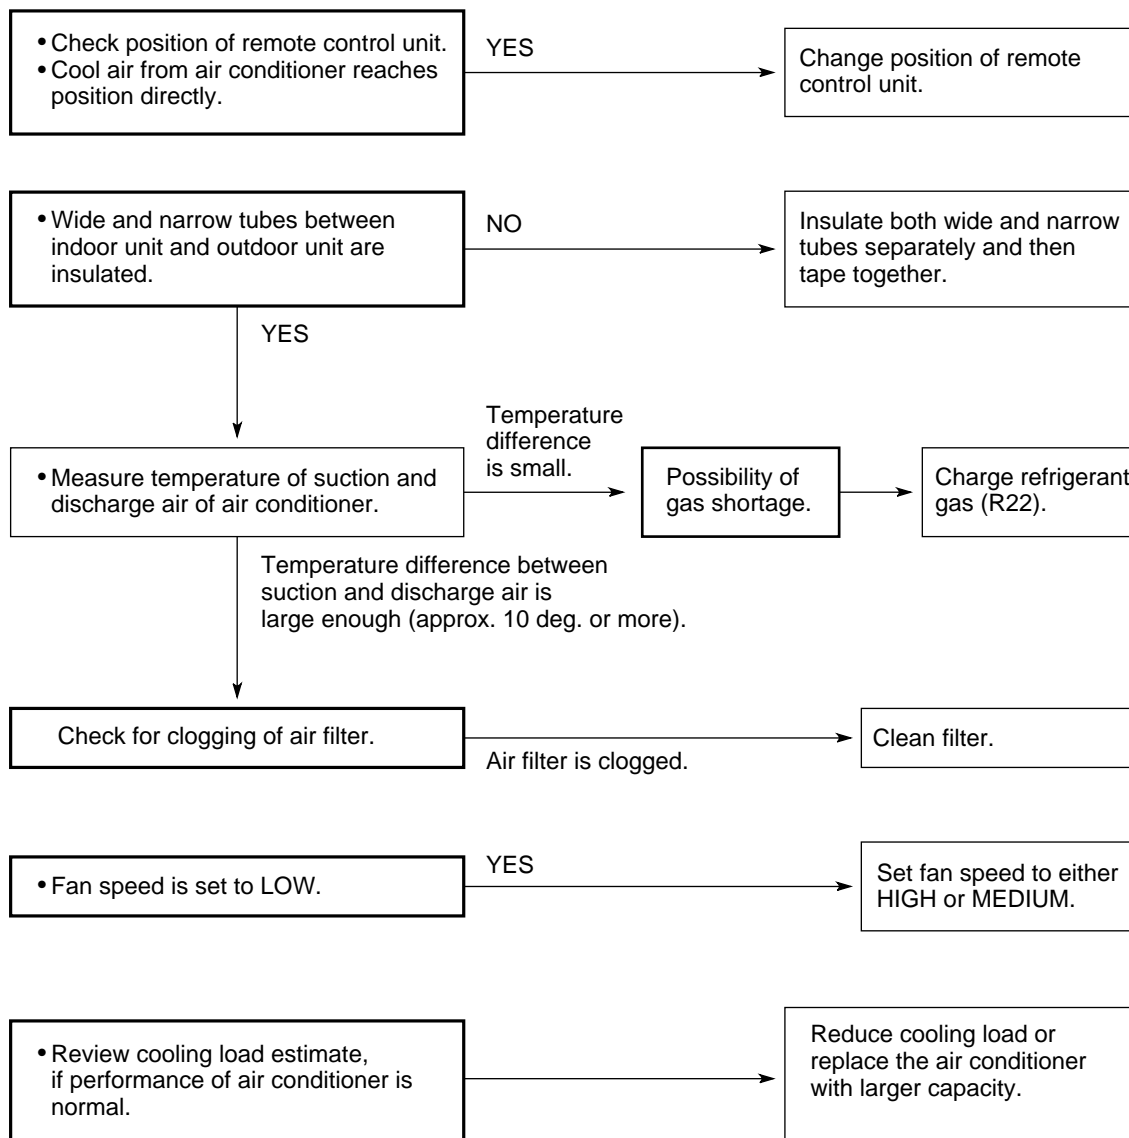 • Check position of remote control unit.
• Cool air from air conditioner reaches
position directly.
YES
Change position of remote
control unit.
• Wide and narrow tubes between
indoor unit and outdoor unit are
insulated.
NO
Insulate both wide and narrow
tubes separately and then
tape together.
YES
• Measure temperature of suction and
discharge air of air conditioner.
Temperature
difference
is small.
Possibility of
gas shortage.
Charge refrigerant
gas (R22).
Temperature difference between
suction and discharge air is
large enough (approx. 10 deg. or more).
Check for clogging of air filter.
Air filter is clogged.
Clean filter.
• Fan speed is set to LOW.
YES
Set fan speed to either
HIGH or MEDIUM.
• Review cooling load estimate,
if performance of air conditioner is
normal.
Reduce cooling load or
replace the air conditioner
with larger capacity.